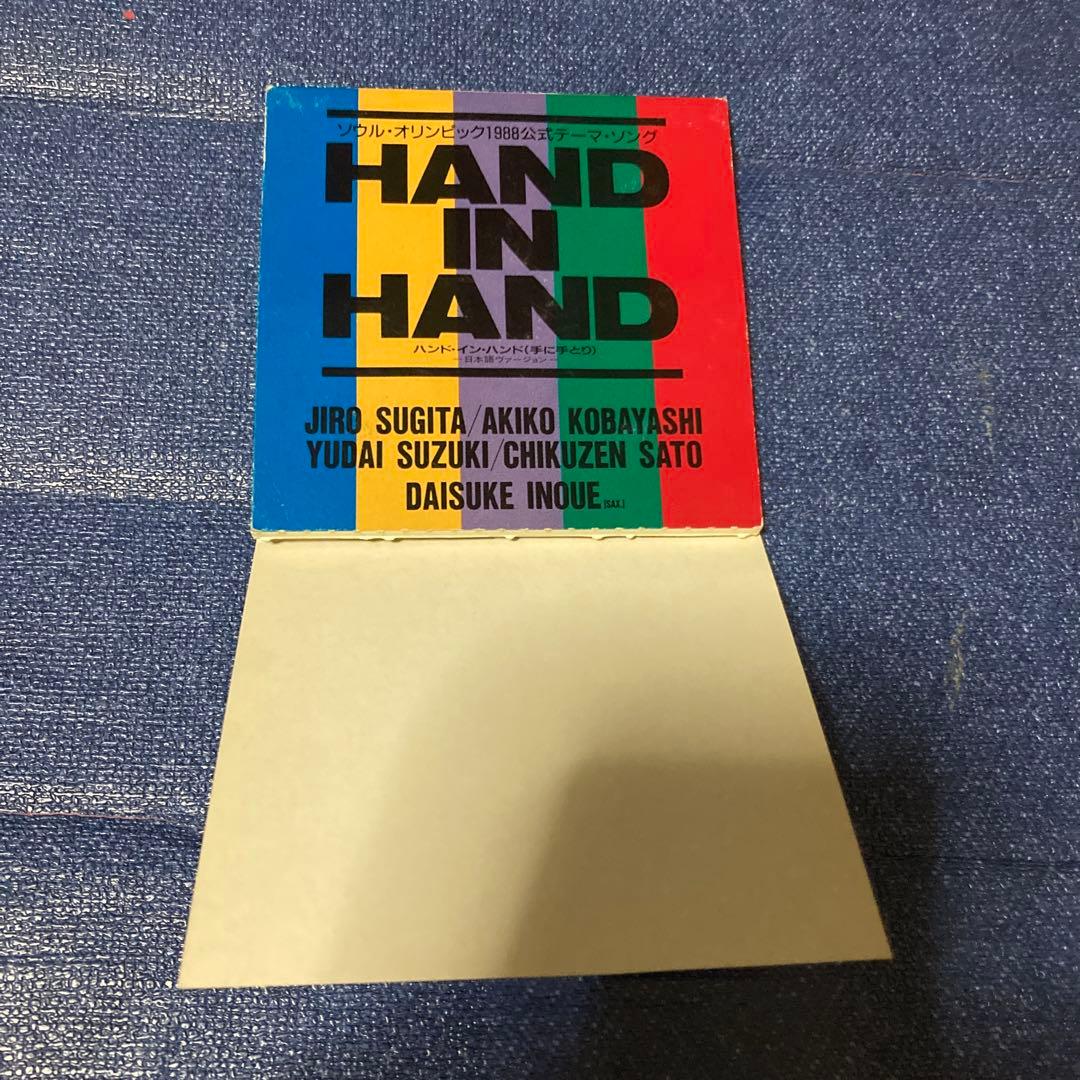 ソウル・オリンピック1988公式テーマ・ソング
HAND
IN
HAND
ハンド・イン・ハンド(手に手とり)
-日本語ヴァージョン-
JIRO SUGITA/AKIKO KOBAYASHI
YUDAI SUZUKI/CHIKUZEN SATO
DAISUKE INOUE [SAX.]